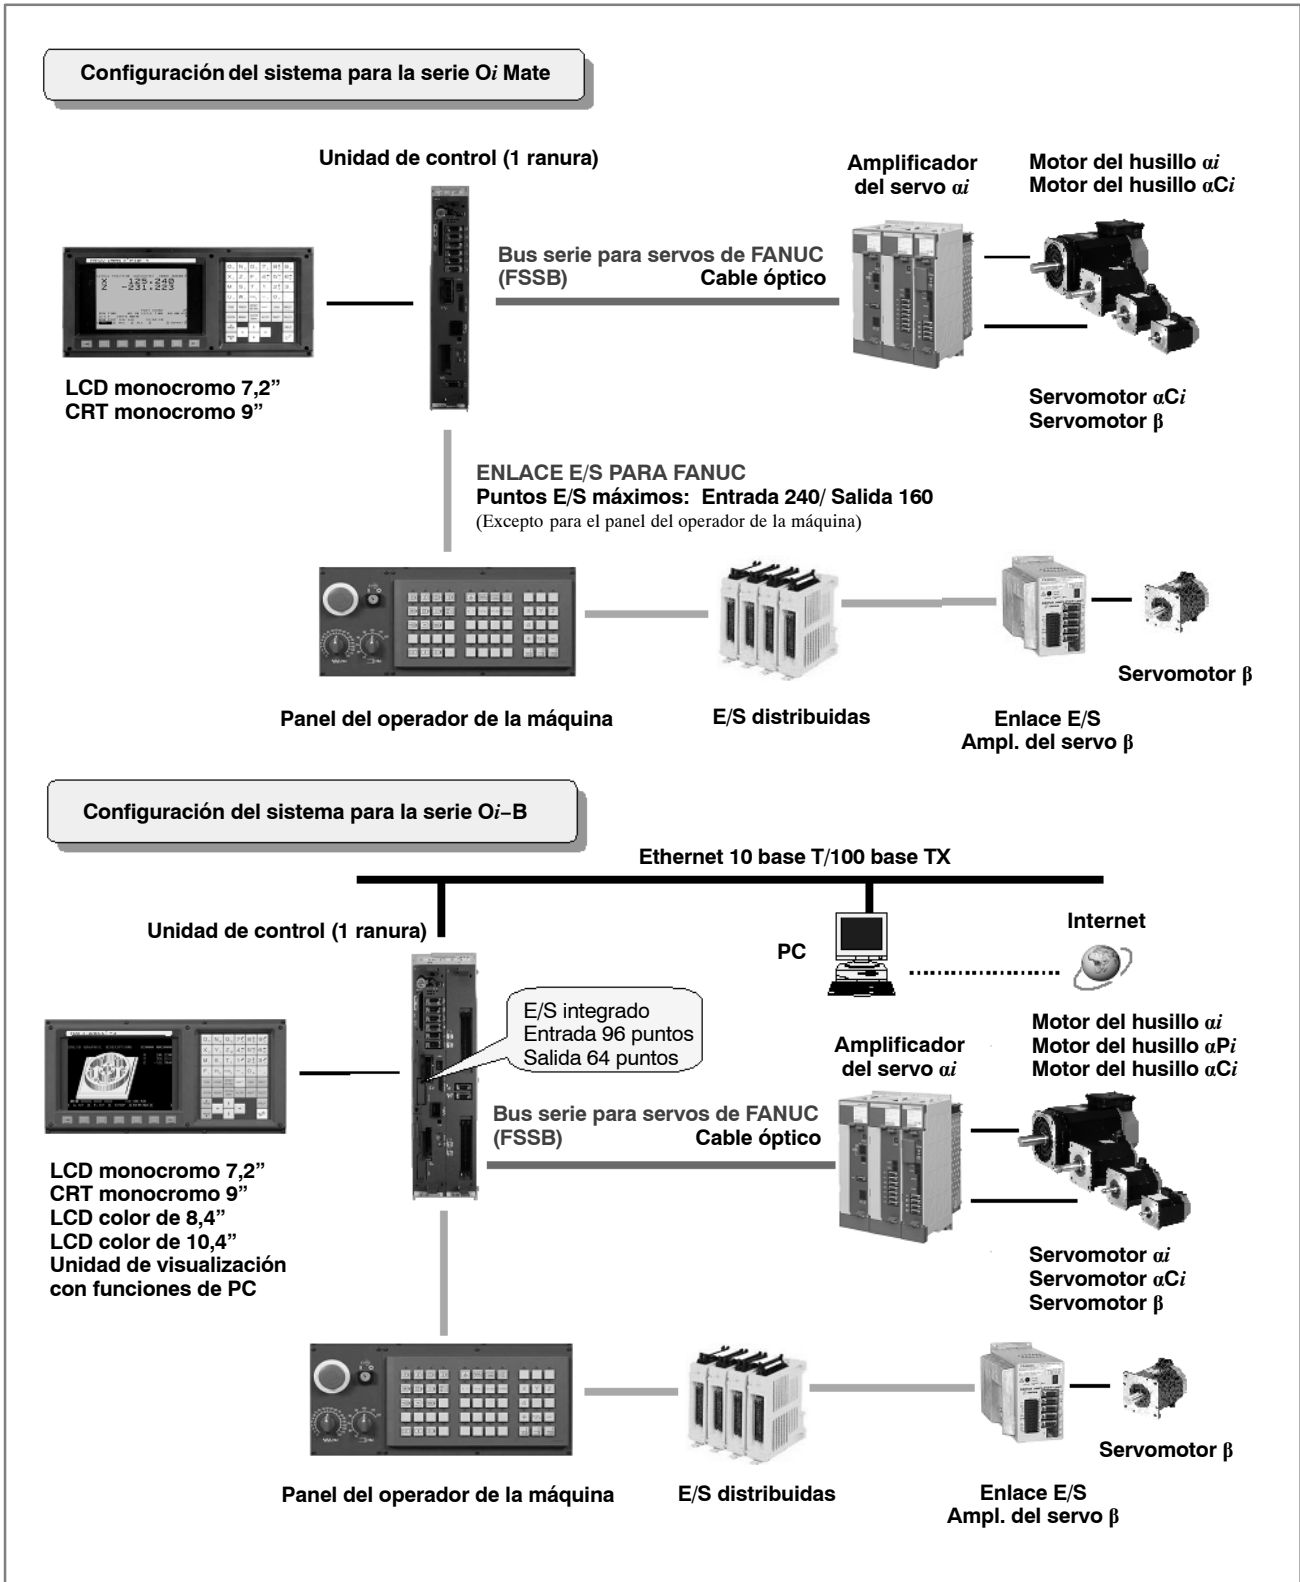 Configuración del sistema para la serie Oi Mate
Unidad de control (1 ranura)
Amplificador
del servo αi
Motor del husillo αi
Motor del husillo αCi
Bus serie para servos de FANUC
(FSSB) Cable óptico
LCD monocromo 7,2”
CRT monocromo 9”
Servomotor αCi
Servomotor β
ENLACE E/S PARA FANUC
Puntos E/S máximos: Entrada 240/ Salida 160
(Excepto para el panel del operador de la máquina)
Servomotor β
Panel del operador de la máquina
E/S distribuidas
Enlace E/S
Ampl. del servo β
Configuración del sistema para la serie Oi−B
Ethernet 10 base T/100 base TX
Unidad de control (1 ranura)
PC
Internet
E/S integrado
Entrada 96 puntos
Salida 64 puntos
Amplificador
del servo αi
Motor del husillo αi
Motor del husillo αPi
Motor del husillo αCi
Bus serie para servos de FANUC
(FSSB) Cable óptico
LCD monocromo 7,2”
CRT monocromo 9”
LCD color de 8,4”
LCD color de 10,4”
Unidad de visualización
con funciones de PC
Servomotor αi
Servomotor αCi
Servomotor β
Servomotor β
Panel del operador de la máquina
E/S distribuidas
Enlace E/S
Ampl. del servo β